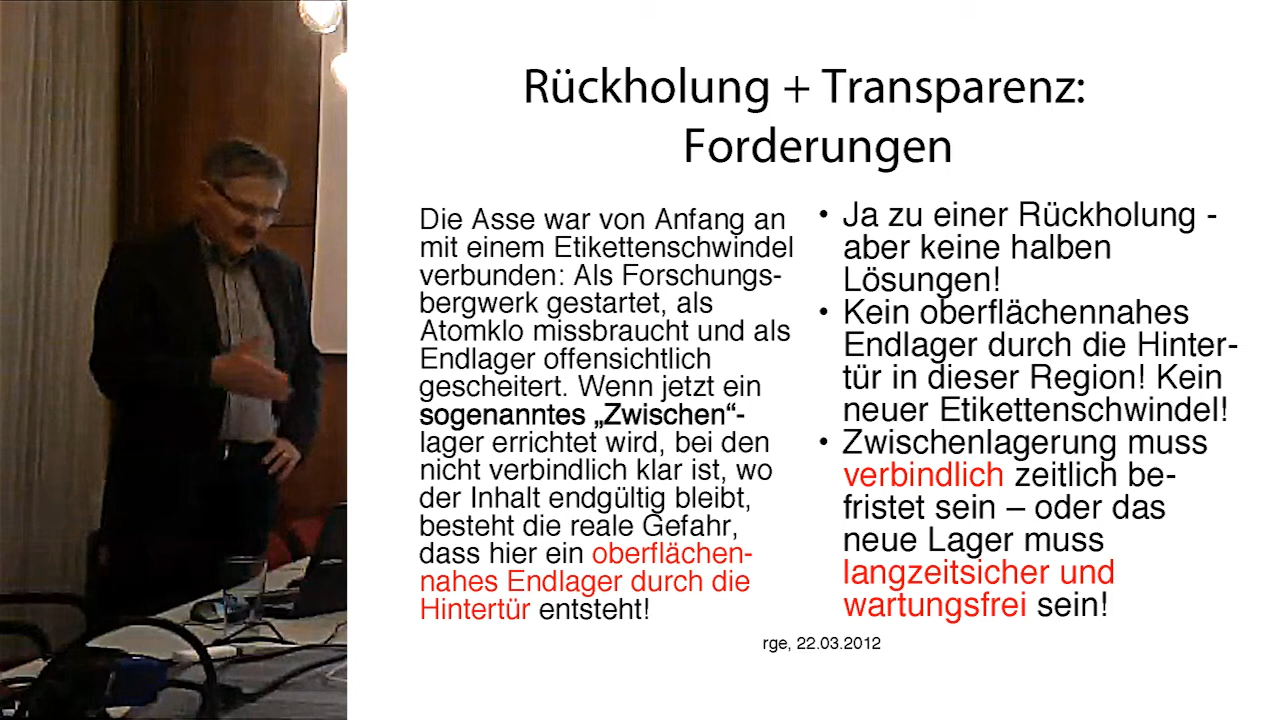 Rückholung + Transparenz:
Forderungen
Die Asse war von Anfang an
mit einem Etikettenschwindel
verbunden: Als Forschungs-
bergwerk gestartet, als
Atomklo missbraucht und als
Endlager offensichtlich
gescheitert. Wenn jetzt ein
sogenanntes „Zwischen“-
lager errichtet wird, bei den
nicht verbindlich klar ist, wo
der Inhalt endgültig bleibt,
besteht die reale Gefahr,
dass hier ein oberflächen-
nahes Endlager durch die
Hintertür entsteht!
• Ja zu einer Rückholung -
aber keine halben
Lösungen!
• Kein oberflächennahes
Endlager durch die Hinter-
tür in dieser Region! Kein
neuer Etikettenschwindel!
• Zwischenlagerung muss
verbindlich zeitlich be-
fristet sein – oder das
neue Lager muss
langzeitsicher und
wartungsfrei sein!
rge, 22.03.2012